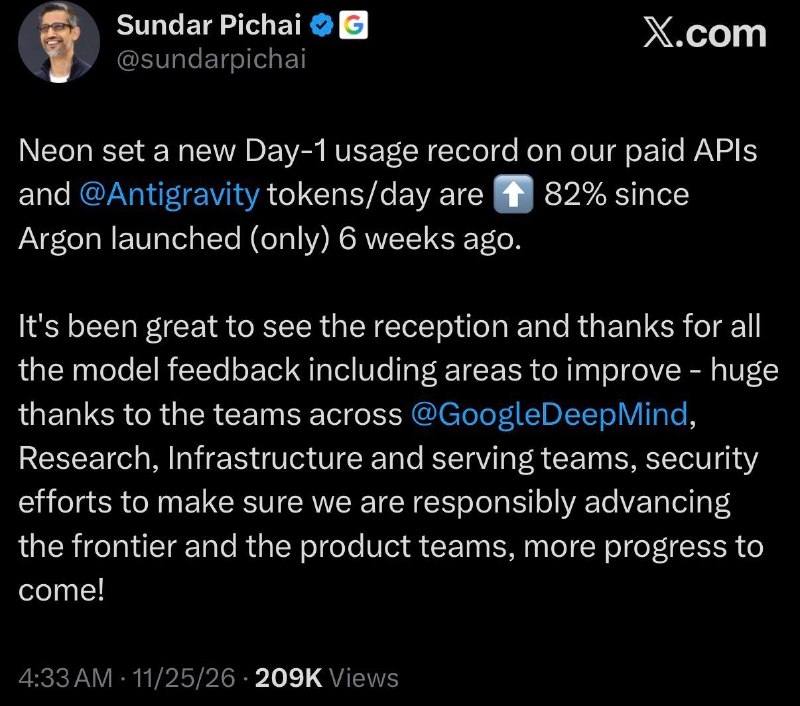 Sundar Pichai
@sundarpichai
𝕏.com
Neon set a new Day-1 usage record on our paid APIs
and @Antigravity tokens/day are ⬆️ 82% since
Argon launched (only) 6 weeks ago.
It's been great to see the reception and thanks for all
the model feedback including areas to improve - huge
thanks to the teams across @GoogleDeepMind,
Research, Infrastructure and serving teams, security
efforts to make sure we are responsibly advancing
the frontier and the product teams, more progress to
come!
4:33 AM · 11/25/26 · 209K Views